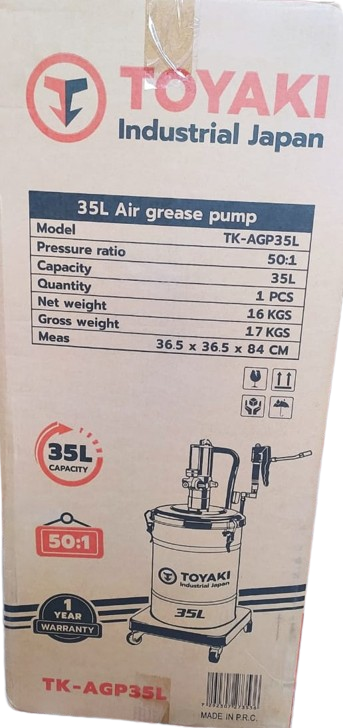 TOYAKI
Industrial Japan
35L Air grease pump
Model TK-AGP35L
Pressure ratio 50:1
Capacity 35L
Quantity 1 PCS
Net weight 16 KGS
Gross weight 17 KGS
Meas 36.5 x 36.5 x 84 CM
35L
CAPACITY
50:1
TOYAKI
Industrial Japan
35L
1
YEAR
WARRANTY
TK-AGP35L
MADE IN P.R.C.